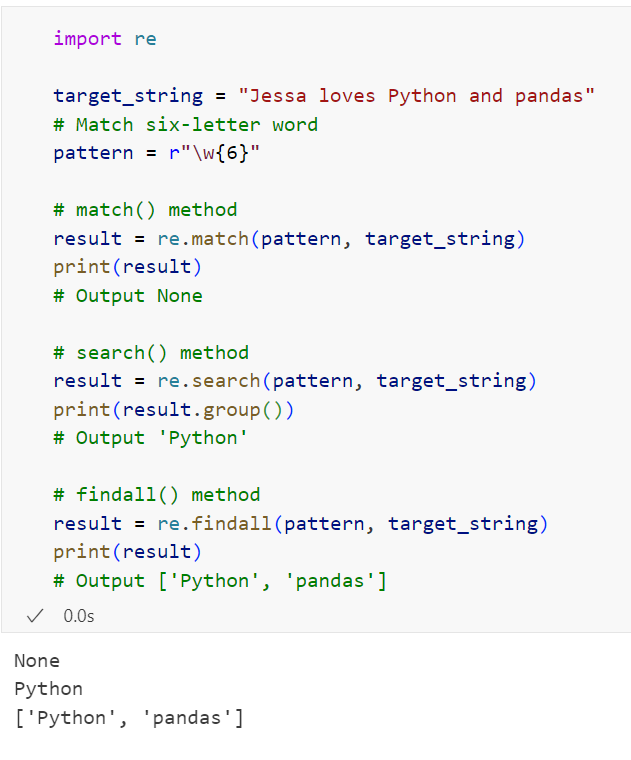 import re
target_string = "Jessa loves Python and pandas"
# Match six-letter word
pattern = r"\w{6}"
# match() method
result = re.match(pattern, target_string)
print(result)
# Output None
# search() method
result = re.search(pattern, target_string)
print(result.group())
# Output 'Python'
# findall() method
result = re.findall(pattern, target_string)
print(result)
# Output ['Python', 'pandas']
✓ 0.0s
None
Python
['Python', 'pandas']